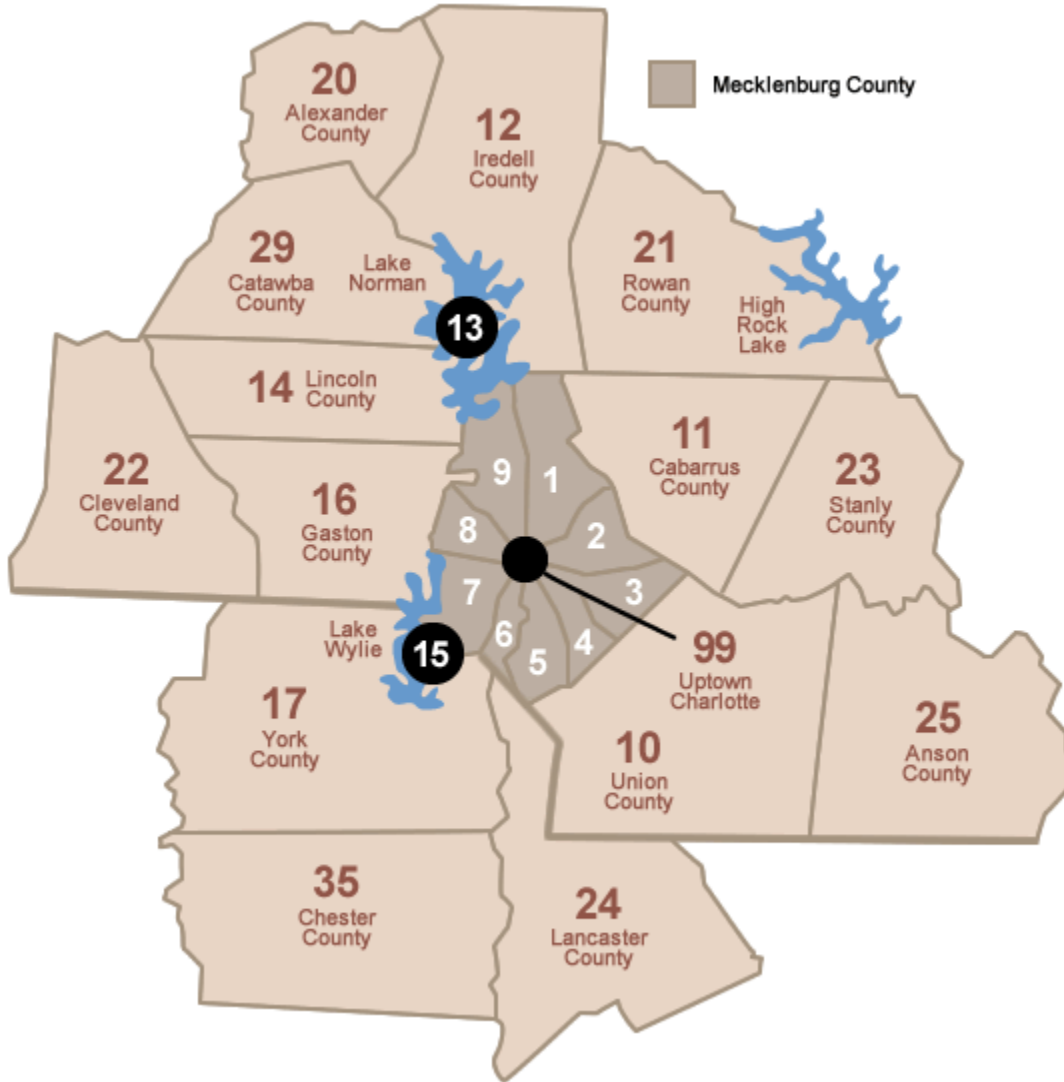 20
Alexander
County
Mecklenburg County
12
Iredell
County
29
Catawba
County
Lake
Norman
21
Rowan
County
High
Rock
Lake
13
14
Lincoln
County
11
Cabarrus
County
22
Cleveland
County
16
Gaston
County
23
Stanly
County
9
1
8
2
7
3
6
5
4
Lake
Wylie
15
99
Uptown
Charlotte
17
York
County
10
Union
County
25
Anson
County
35
Chester
County
24
Lancaster
County